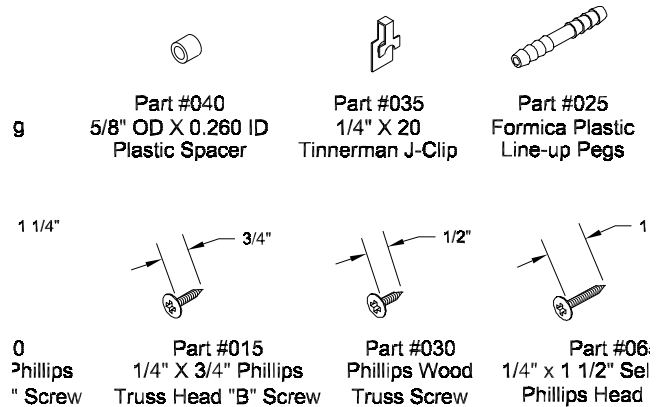 Part #040
5/8" OD X 0.260 ID
Plastic Spacer
Part #035
1/4" X 20
Tinnerman J-Clip
Part #025
Formica Plastic
Line-up Pegs
g
1 1/4"
3/4"
1/2"
1
0
Phillips
" Screw
Part #015
1/4" X 3/4" Phillips
Truss Head "B" Screw
Part #030
Phillips Wood
Truss Screw
Part #06
1/4" x 1 1/2" Sel
Phillips Head